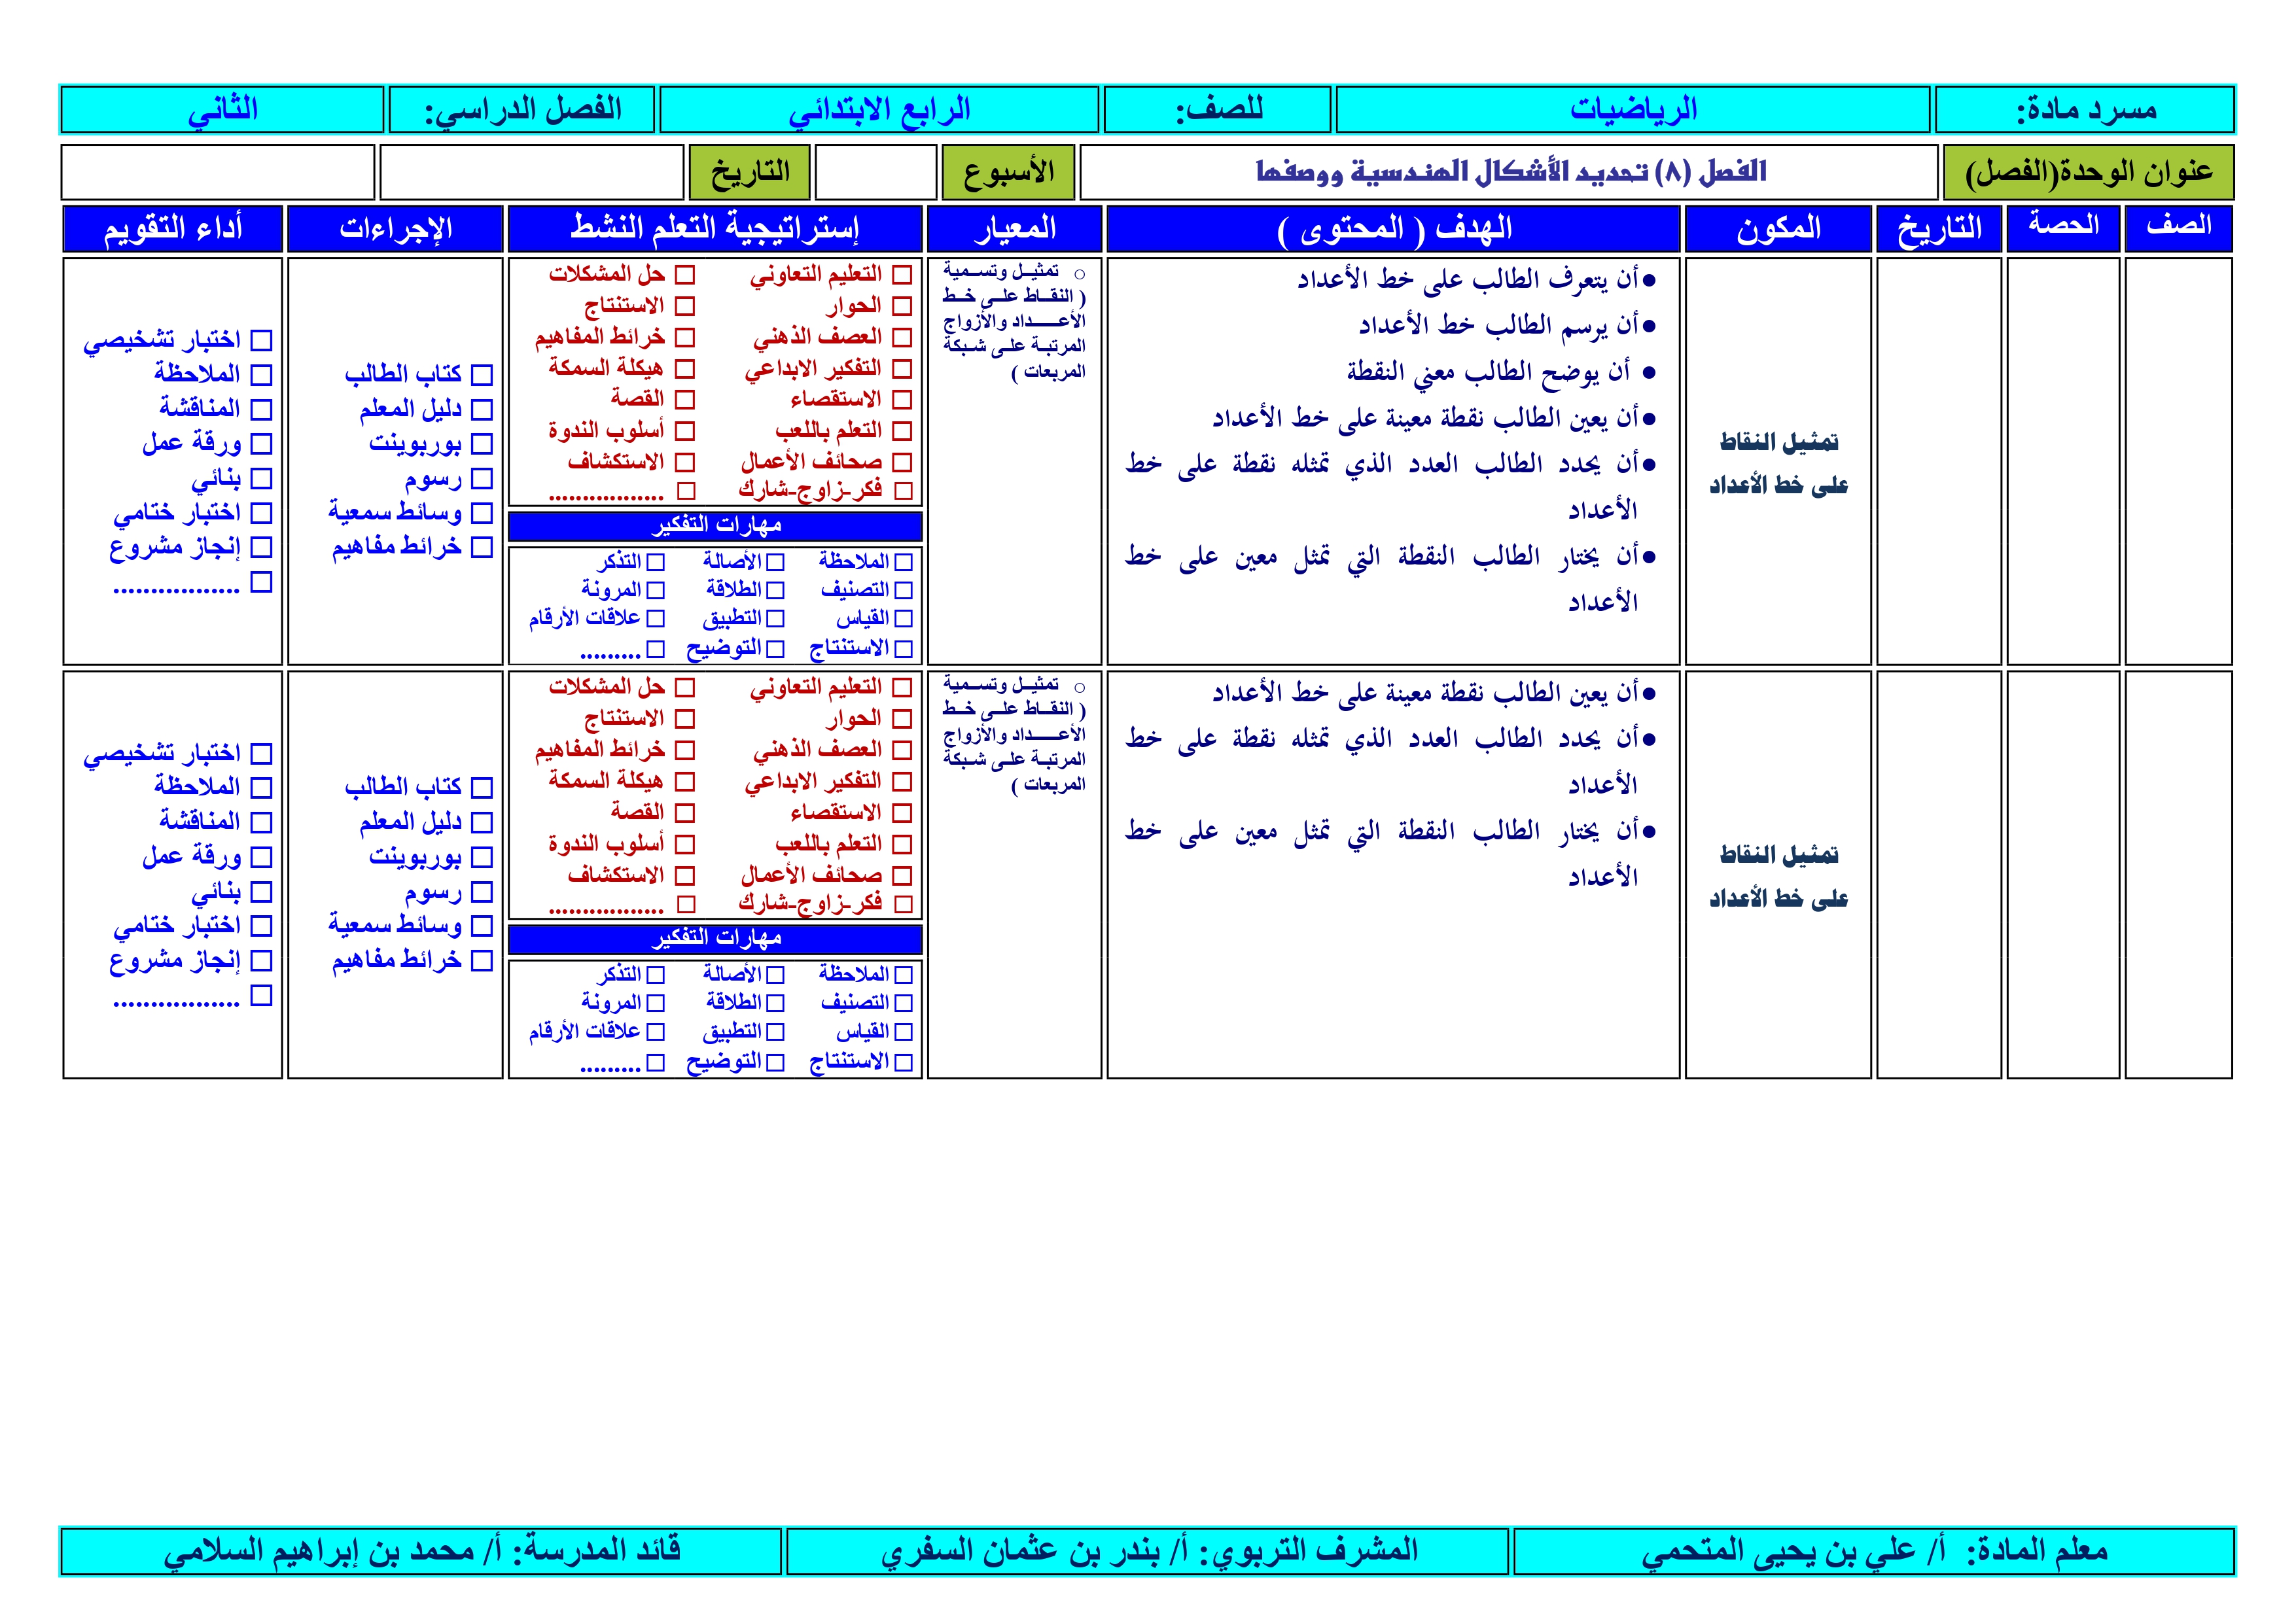 مسرد مادة: الرياضيات للصف: الرابع الابتدائي الفصل الدراسي: الثاني
عنوان الوحدة(الفصل) الفصل (٨) تحديد الأشكال الهندسية ووصفها الأسبوع التاريخ
الصف الحصة التاريخ المكون الهدف ( المحتوى ) المعيار إستراتيجية التعلم النشط الإجراءات أداء التقويم
تمثيل النقاط
على خط الأعداد
●أن يتعرف الطالب على خط الأعداد
●أن يرسم الطالب خط الأعداد
● أن يوضح الطالب معني النقطة
●أن يعين الطالب نقطة معينة على خط الأعداد
●أن يحدد الطالب العدد الذي تمثله نقطة على خط
الأعداد
●أن يختار الطالب النقطة التي تمثل معين على خط
الأعداد
○ تمثيل وتسمية
( النقاط على خط
الأعداد والأزواج
المرتبة على شبكة
المربعات )
□ التعليم التعاوني □ حل المشكلات
□ الحوار □ الاستنتاج
□ العصف الذهني □ خرائط المفاهيم
□ التفكير الابداعي □ هيكلة السمكة
□ الاستقصاء □ القصة
□ التعلم باللعب □ أسلوب الندوة
□ صحائف الأعمال □ الاستكشاف
□ فكر-زاوج-شارك □ .................
مهارات التفكير
□ الملاحظة □ الأصالة □ التذكر
□ التصنيف □ الطلاقة □ المرونة
□ القياس □ التطبيق □ علاقات الأرقام
□ الاستنتاج □ التوضيح □ .........
□ كتاب الطالب
□ دليل المعلم
□ بوربوينت
□ رسوم
□ وسائط سمعية
□ خرائط مفاهيم
□ اختبار تشخيصي
□ الملاحظة
□ المناقشة
□ ورقة عمل
□ بنائي
□ اختبار ختامي
□ إنجاز مشروع
□ .................
تمثيل النقاط
على خط الأعداد
●أن يعين الطالب نقطة معينة على خط الأعداد
●أن يحدد الطالب العدد الذي تمثله نقطة على خط
الأعداد
●أن يختار الطالب النقطة التي تمثل معين على خط
الأعداد
○ تمثيل وتسمية
( النقاط على خط
الأعداد والأزواج
المرتبة على شبكة
المربعات )
□ التعليم التعاوني □ حل المشكلات
□ الحوار □ الاستنتاج
□ العصف الذهني □ خرائط المفاهيم
□ التفكير الابداعي □ هيكلة السمكة
□ الاستقصاء □ القصة
□ التعلم باللعب □ أسلوب الندوة
□ صحائف الأعمال □ الاستكشاف
□ فكر-زاوج-شارك □ .................
مهارات التفكير
□ الملاحظة □ الأصالة □ التذكر
□ التصنيف □ الطلاقة □ المرونة
□ القياس □ التطبيق □ علاقات الأرقام
□ الاستنتاج □ التوضيح □ .........
□ كتاب الطالب
□ دليل المعلم
□ بوربوينت
□ رسوم
□ وسائط سمعية
□ خرائط مفاهيم
□ اختبار تشخيصي
□ الملاحظة
□ المناقشة
□ ورقة عمل
□ بنائي
□ اختبار ختامي
□ إنجاز مشروع
□ .................
معلم المادة: أ/ علي بن يحيى المتحمي المشرف التربوي: أ/ بندر بن عثمان السفري قائد المدرسة: أ/ محمد بن إبراهيم السلامي